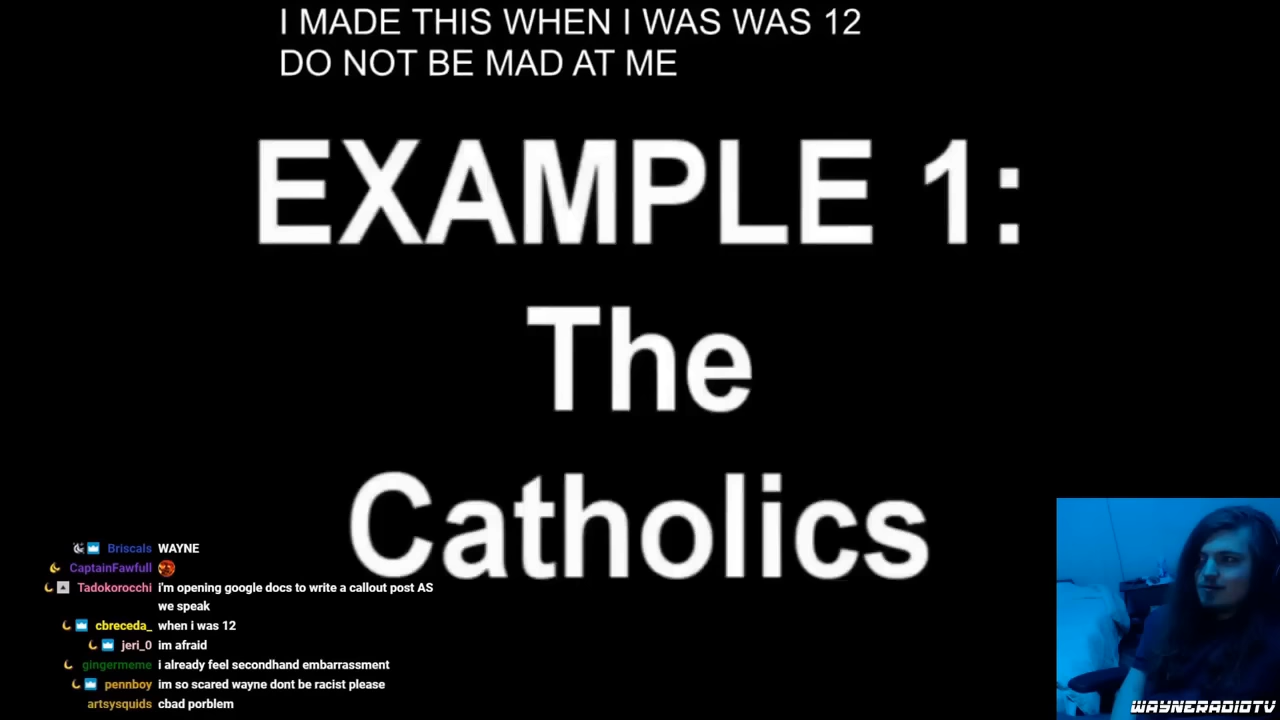 I MADE THIS WHEN I WAS WAS 12
DO NOT BE MAD AT ME
EXAMPLE 1:
The
Catholics
Briscals WAYNE
CaptainFawfull
Tadokorocchi i'm opening google docs to write a callout post AS
we speak
cbreceda_ when i was 12
jeri_0 im afraid
gingermeme i already feel secondhand embarrassment
pennboy im so scared wayne dont be racist please
artsysquids cbad porblem
WAYNERADIOTV